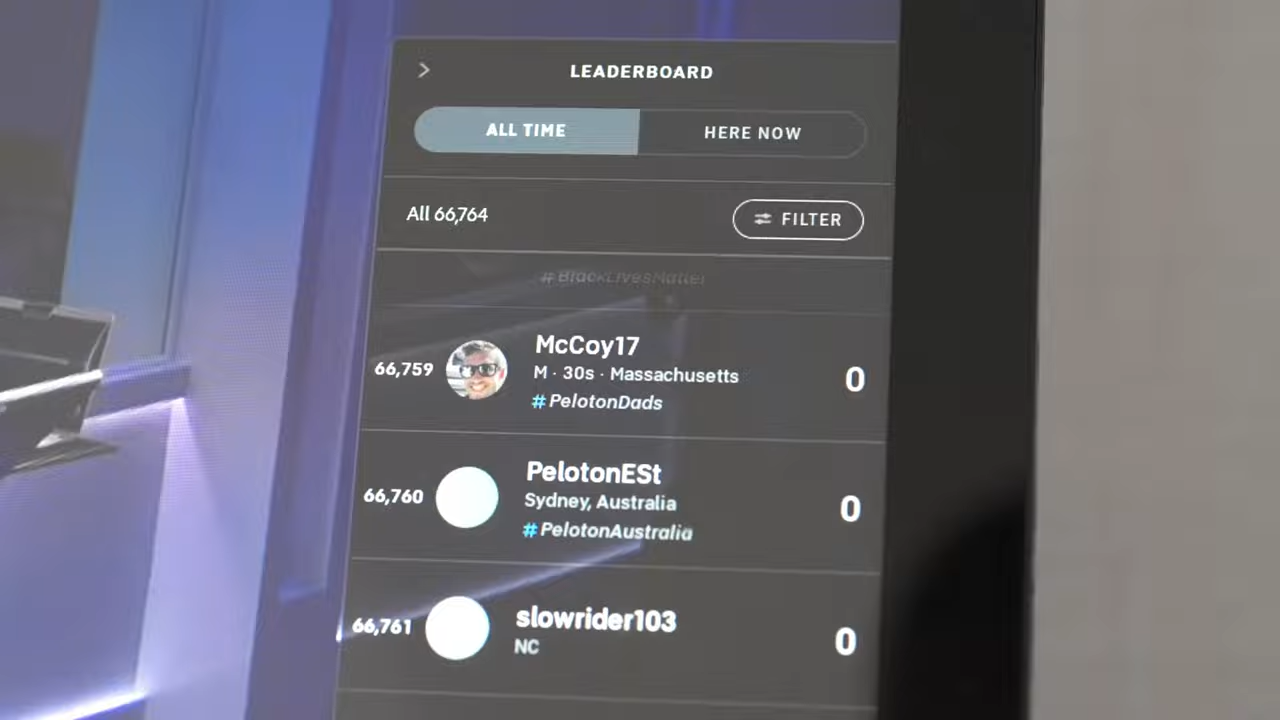 LEADERBOARD
ALL TIME
HERE NOW
All 66,764
FILTER
#BlackLivesMatter
McCoy17
66,759
M · 30s · Massachusetts
0
#PelotonDads
PelotonESt
66,760
Sydney, Australia
0
#PelotonAustralia
slowrider103
66,761
NC
0